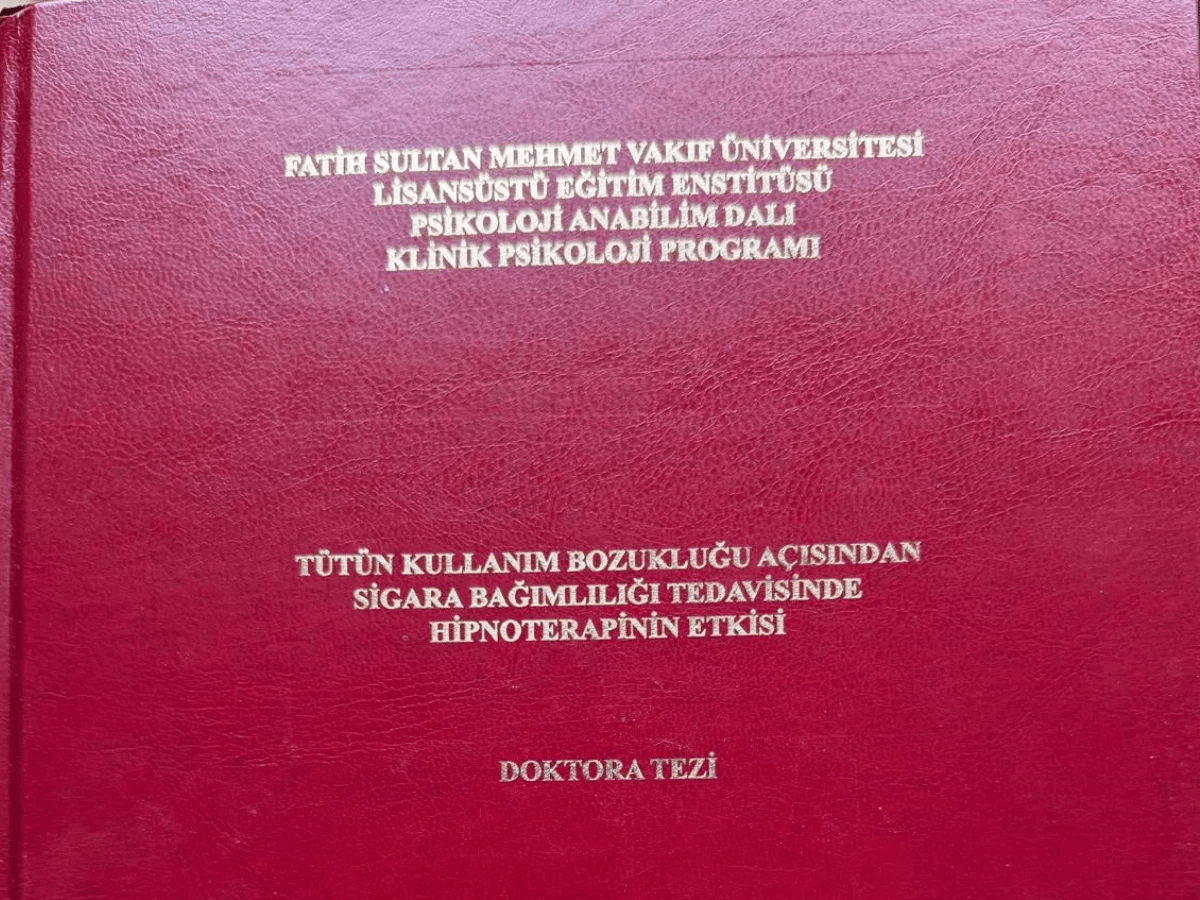 FATİH SULTAN MEHMET VAKIF ÜNİVERSİTESİ
LİSANSÜSTÜ EĞİTİM ENSTİTÜSÜ
PSİKOLOJİ ANABİLİM DALI
KLİNİK PSİKOLOJİ PROGRAMI
TÜTÜN KULLANIM BOZUKLUĞU AÇISINDAN
SİGARA BAĞIMLILIĞI TEDAVİSİNDE
HİPNOTERAPİNİN ETKİSİ
DOKTORA TEZİ